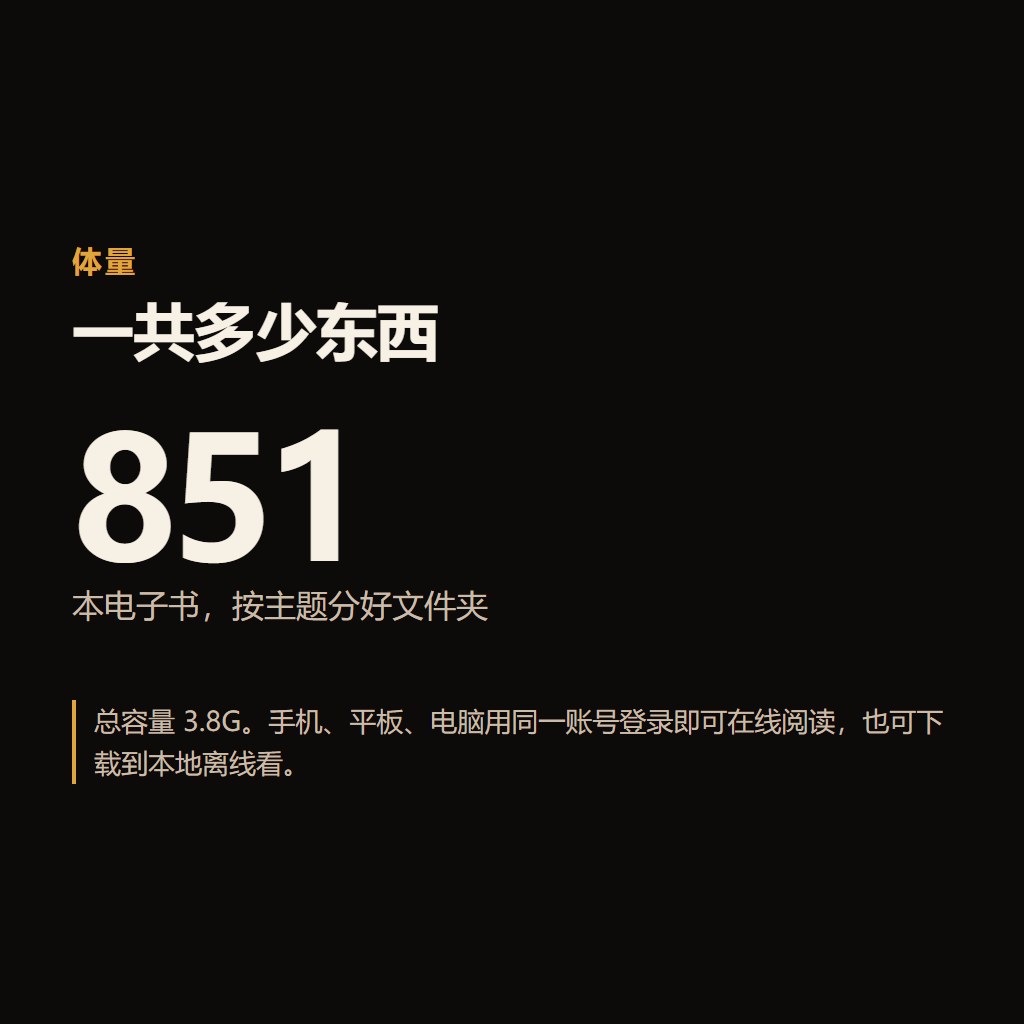 体量
一共多少东西
851
本电子书，按主题分好文件夹
总容量 3.8G。手机、平板、电脑用同一账号登录即可在线阅读，也可下
载到本地离线看。